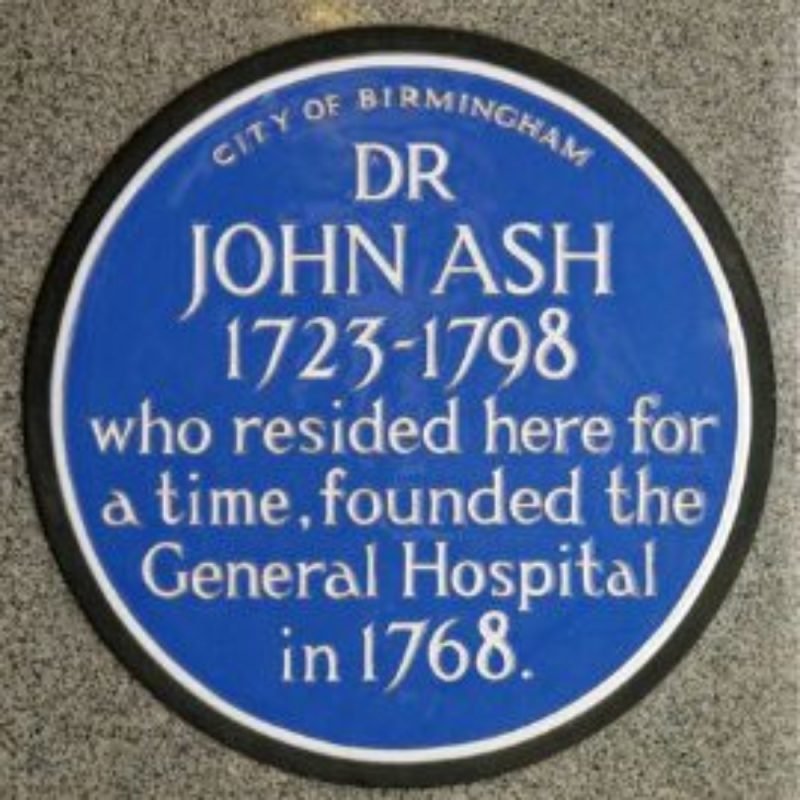 CITY OF BIRMINGHAM
DR
JOHN ASH
1723-1798
who resided here for
a time, founded the
General Hospital
in 1768.